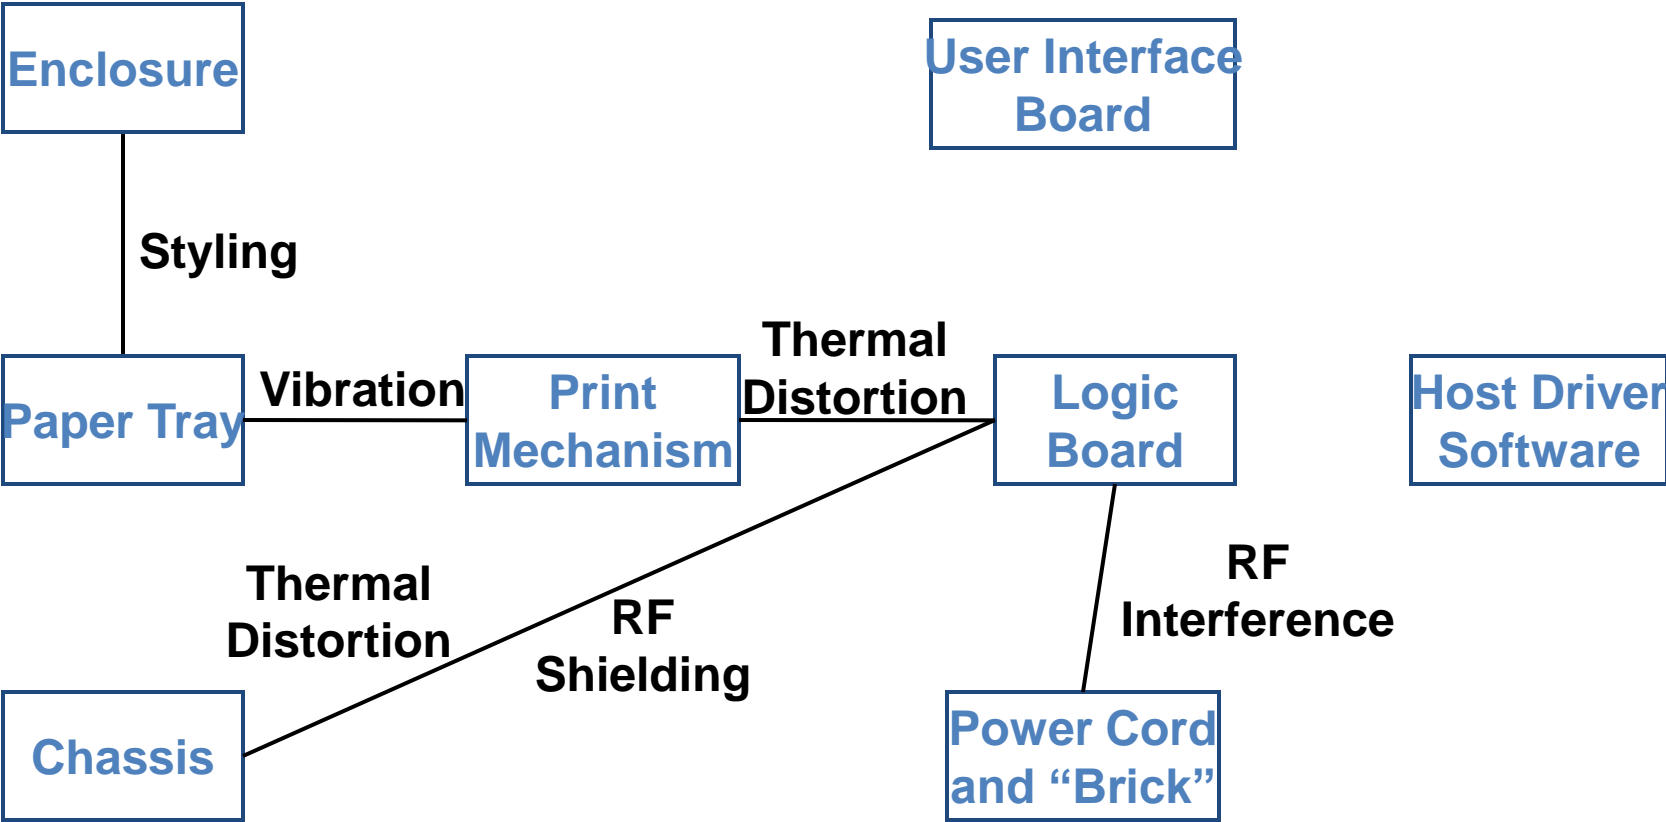 Enclosure
User Interface
Board
Styling
Paper Tray
Vibration
Print
Mechanism
Thermal
Distortion
Logic
Board
Host Driver
Software
Thermal
Distortion
RF
Shielding
RF
Interference
Chassis
Power Cord
and “Brick”